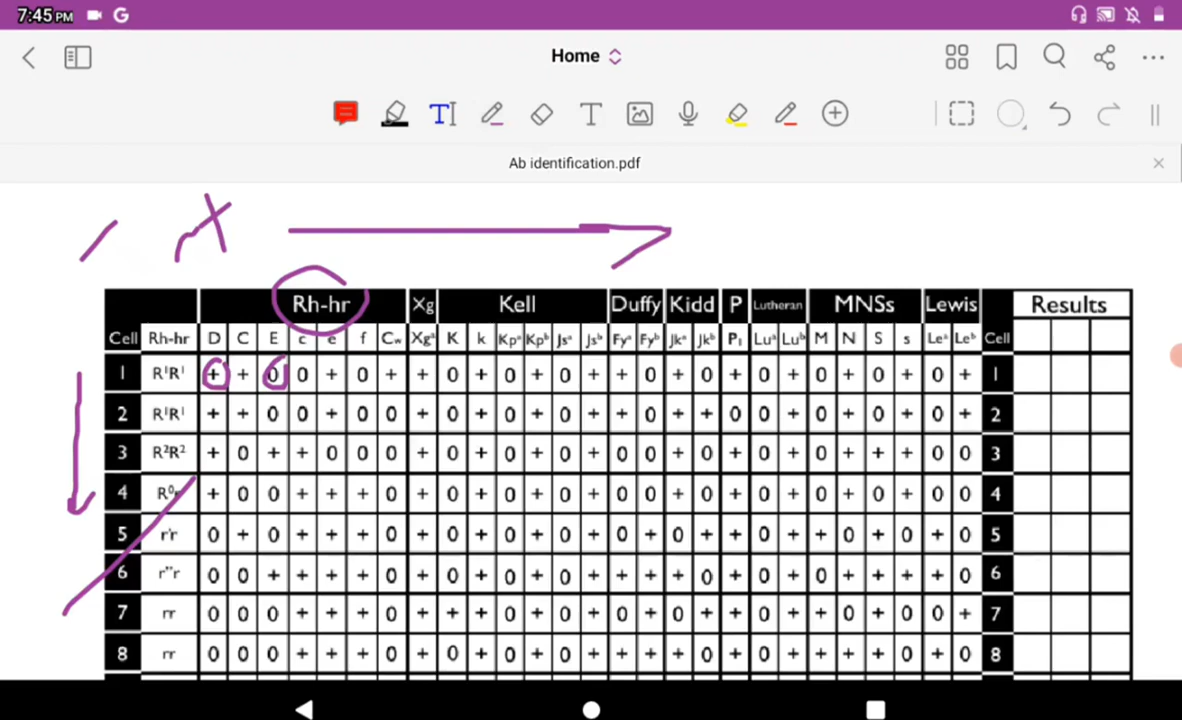 7:45 PM G
Home
Ab identification.pdf
Rh-hr Xg Kell Duffy Kidd P Lutheran MNSs Lewis Results
Cell Rh-hr D C E c e f Cw Xgª K k Kpª Kpᵇ Jsª Jsᵇ Fyª Fyᵇ Jkª Jkᵇ P₁ Luª Luᵇ M N S s Leª Leᵇ Cell
1 R¹R¹ + + 0 0 + 0 + + 0 + 0 + 0 + + 0 + 0 + 0 + 0 + 0 + 0 + 1
2 R¹R¹ + + 0 0 + 0 0 + 0 + 0 + 0 + 0 + + + 0 0 + + 0 + + 0 + 2
3 R²R² + 0 + + 0 0 0 + 0 + 0 + 0 + 0 0 + 0 + 0 + + + + + 0 0 3
4 R⁰r + 0 0 + + + 0 + 0 + 0 + 0 + 0 0 + 0 + 0 + + + 0 + 0 0 4
5 r'r 0 + 0 + + + 0 + 0 + 0 + 0 + 0 + 0 + + 0 + + + 0 + + 0 5
6 r"r 0 0 + + + + 0 + 0 + 0 + 0 + + + + 0 + 0 + 0 + + + + 0 6
7 rr 0 0 0 + + + 0 + + + 0 + 0 + 0 + 0 + + 0 + + 0 + 0 0 + 7
8 rr 0 0 0 + + + 0 + 0 + 0 + 0 + + + + 0 + 0 + + + + 0 + 0 8